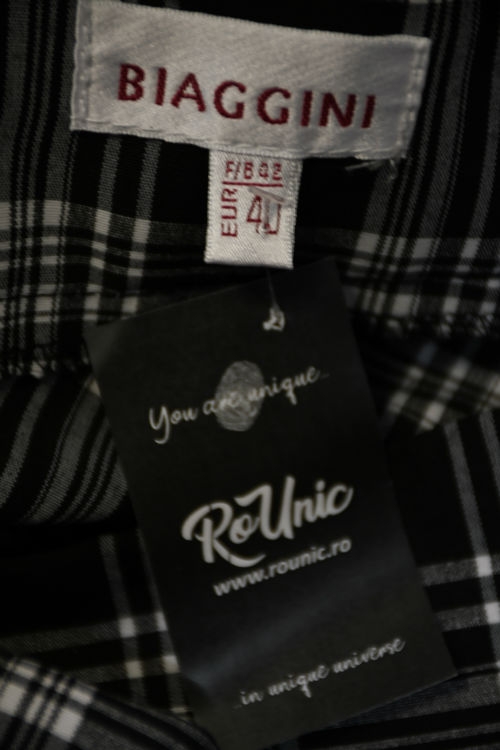 BIAGGINI
F/B 42
EUR 40
You are unique...
RoUnic
www.rounic.ro
...in unique universe